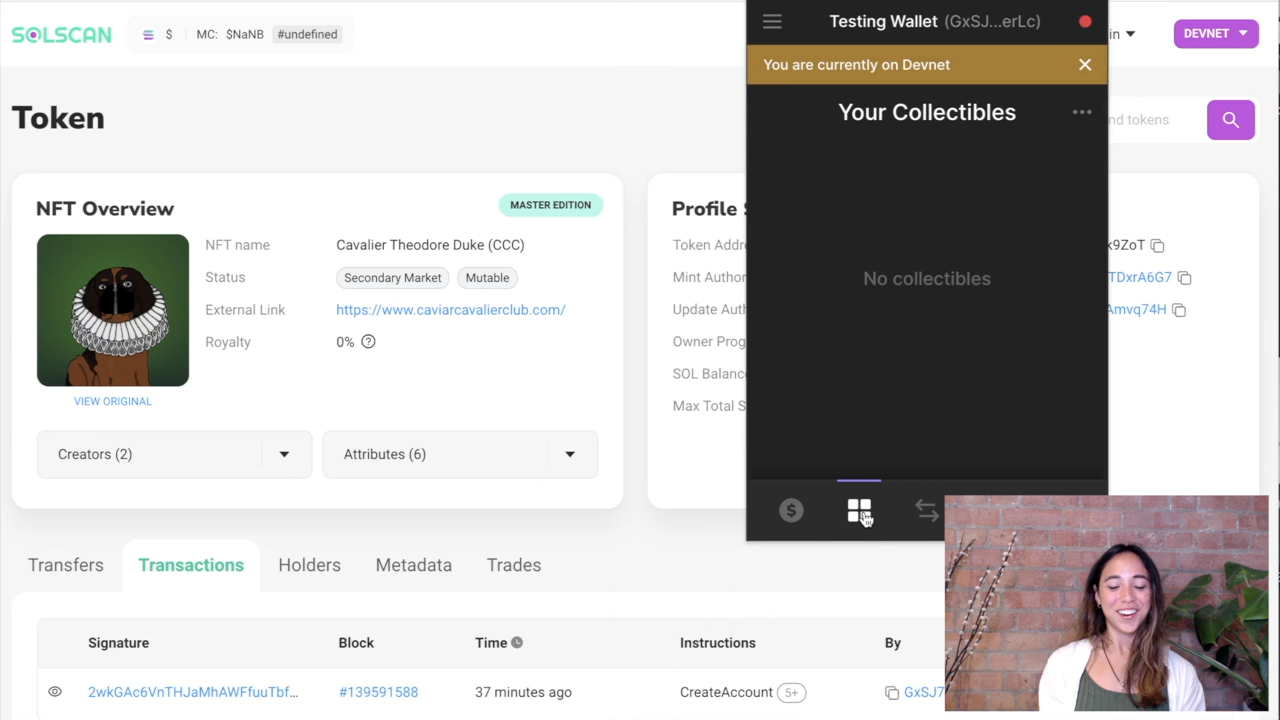 SOLSCAN
$
MC: $NaNB
#undefined
Testing Wallet (GxSJ...erLc)
in
DEVNET
You are currently on Devnet
Token
Your Collectibles
nd tokens
NFT Overview
MASTER EDITION
Profile
NFT name
Cavalier Theodore Duke (CCC)
Token Addr
k9ZoT
Status
Secondary Market
Mutable
Mint Author
TDxrA6G7
No collectibles
External Link
https://www.caviarcavalierclub.com/
Update Aut
Amvq74H
Royalty
0%
Owner Prog
SOL Balanc
VIEW ORIGINAL
Max Total S
Creators (2)
Attributes (6)
Transfers
Transactions
Holders
Metadata
Trades
Signature
Block
Time
Instructions
By
2wkGAc6VnTHJaMhAWFfuuTbf...
#139591588
37 minutes ago
CreateAccount
5+
GxSJ7